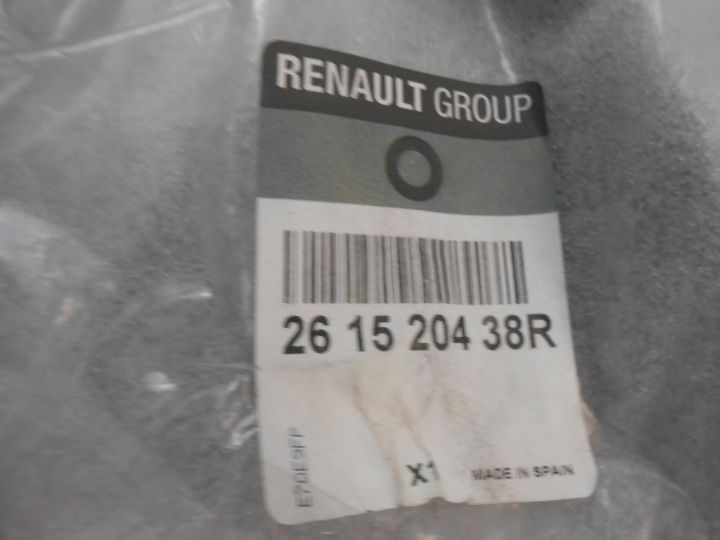 RENAULT GROUP
26 15 204 38R
X1
MADE IN SPAIN